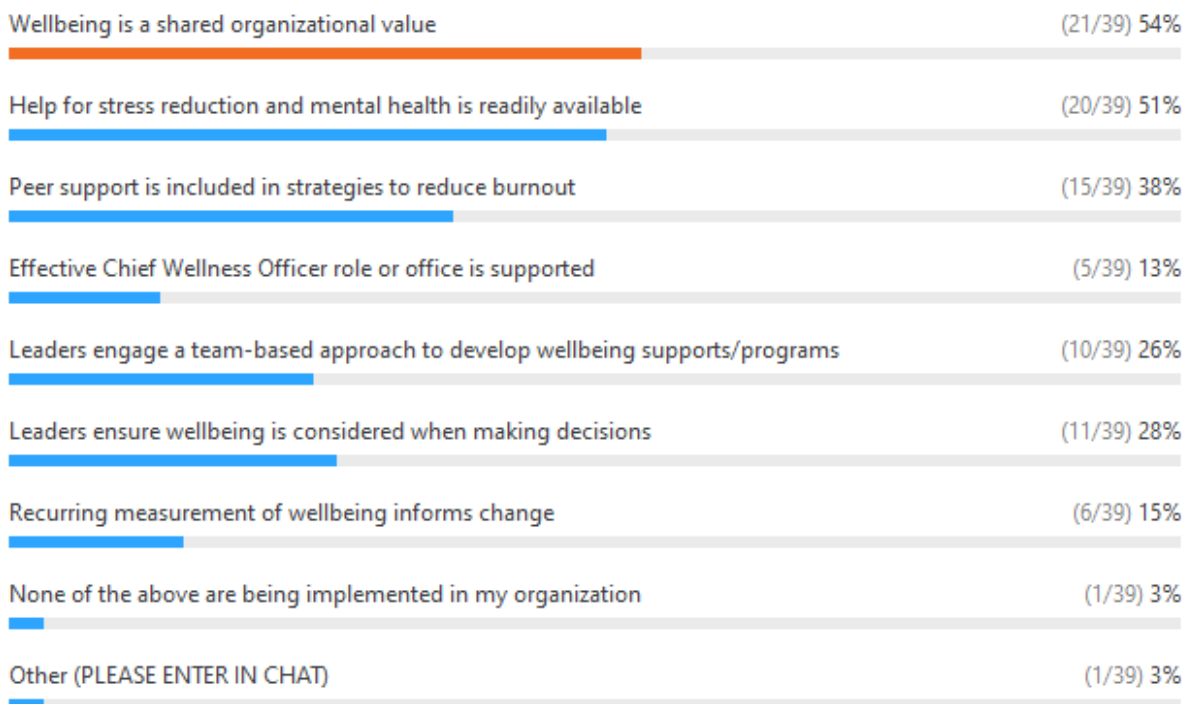 Wellbeing is a shared organizational value (21/39) 54%
Help for stress reduction and mental health is readily available (20/39) 51%
Peer support is included in strategies to reduce burnout (15/39) 38%
Effective Chief Wellness Officer role or office is supported (5/39) 13%
Leaders engage a team-based approach to develop wellbeing supports/programs (10/39) 26%
Leaders ensure wellbeing is considered when making decisions (11/39) 28%
Recurring measurement of wellbeing informs change (6/39) 15%
None of the above are being implemented in my organization (1/39) 3%
Other (PLEASE ENTER IN CHAT) (1/39) 3%